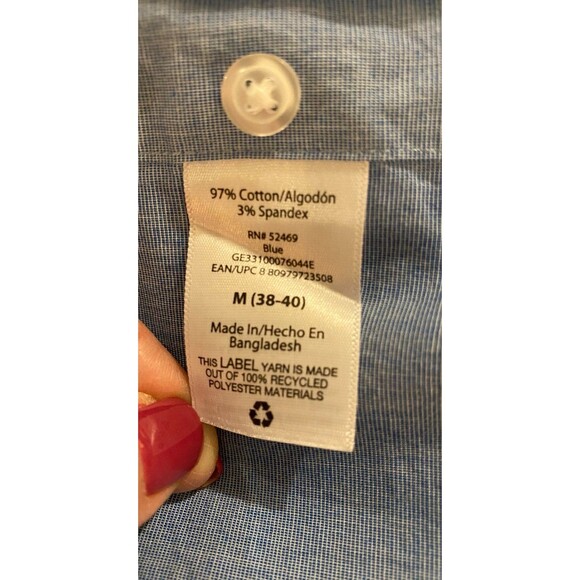 97% Cotton/Algodón
3% Spandex
RN# 52469
Blue
GE33100076044E
EAN/UPC 8 80979723508
M (38-40)
Made In/Hecho En
Bangladesh
THIS LABEL YARN IS MADE
OUT OF 100% RECYCLED
POLYESTER MATERIALS